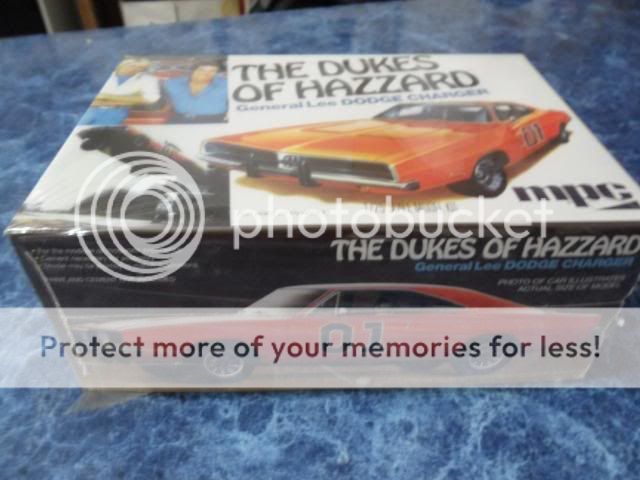 THE DUKES
OF HAZZARD
General Lee DODGE CHARGER
01
mpc
photobucket
THE DUKES OF HAZZARD
General Lee DODGE CHARGER
PHOTO OF CAR ILLUSTRATES
ACTUAL SIZE OF MODEL
01
Protect more of your memories for less!